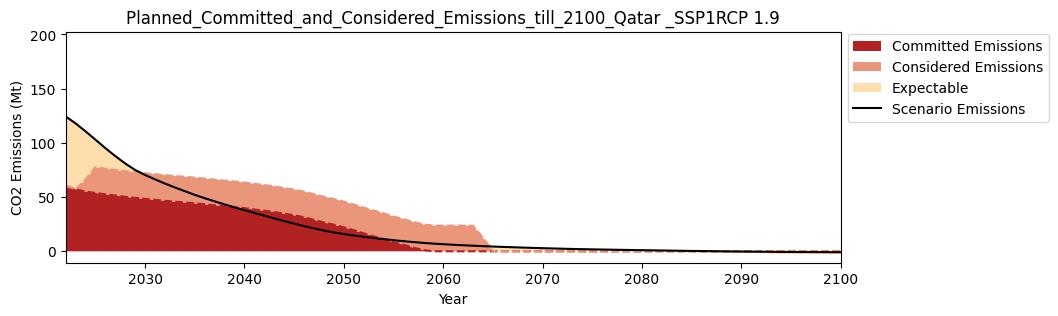 Planned_Committed_and_Considered_Emissions_till_2100_Qatar _SSP1RCP 1.9
200
150
100
50
0
CO2 Emissions (Mt)
2030 2040 2050 2060 2070 2080 2090 2100
Year
Committed Emissions
Considered Emissions
Expectable
Scenario Emissions